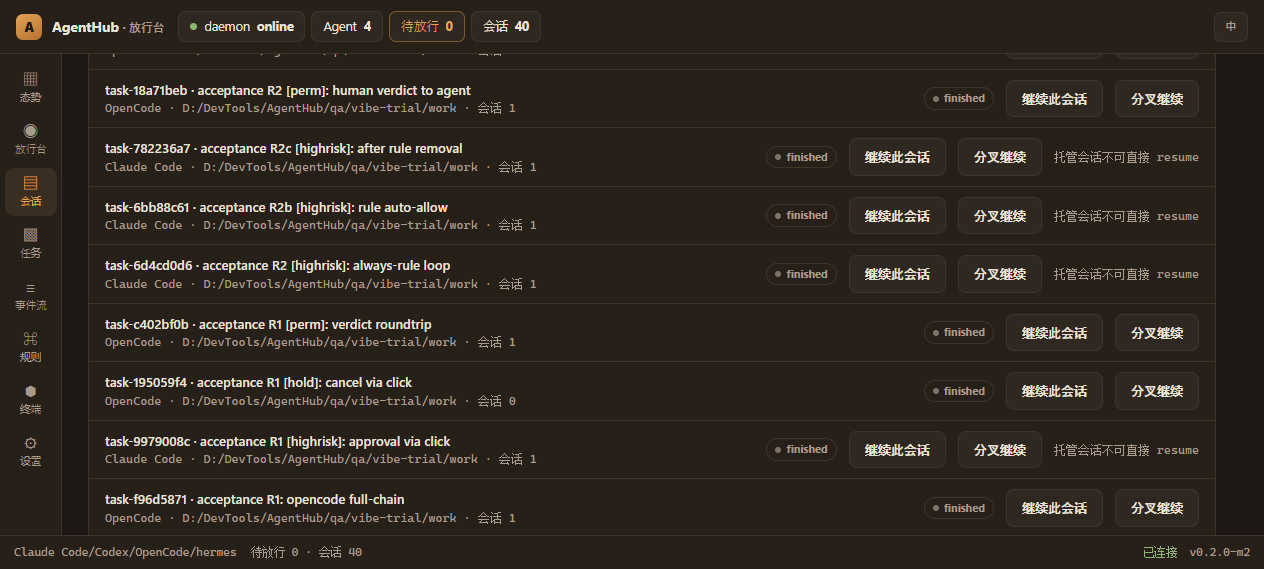 A AgentHub · 放行台 daemon online Agent 4 待放行 0 会话 40 中
态势
放行台
会话
任务
事件流
规则
终端
设置
task-18a71beb · acceptance R2 [perm]: human verdict to agent
OpenCode · D:/DevTools/AgentHub/qa/vibe-trial/work · 会话 1
finished 继续此会话 分叉继续
task-782236a7 · acceptance R2c [highrisk]: after rule removal
Claude Code · D:/DevTools/AgentHub/qa/vibe-trial/work · 会话 1
finished 继续此会话 分叉继续 托管会话不可直接 resume
task-6bb88c61 · acceptance R2b [highrisk]: rule auto-allow
Claude Code · D:/DevTools/AgentHub/qa/vibe-trial/work · 会话 1
finished 继续此会话 分叉继续 托管会话不可直接 resume
task-6d4cd0d6 · acceptance R2 [highrisk]: always-rule loop
Claude Code · D:/DevTools/AgentHub/qa/vibe-trial/work · 会话 1
finished 继续此会话 分叉继续 托管会话不可直接 resume
task-c402bf0b · acceptance R1 [perm]: verdict roundtrip
OpenCode · D:/DevTools/AgentHub/qa/vibe-trial/work · 会话 1
finished 继续此会话 分叉继续
task-195059f4 · acceptance R1 [hold]: cancel via click
OpenCode · D:/DevTools/AgentHub/qa/vibe-trial/work · 会话 0
finished 继续此会话 分叉继续
task-9979008c · acceptance R1 [highrisk]: approval via click
Claude Code · D:/DevTools/AgentHub/qa/vibe-trial/work · 会话 1
finished 继续此会话 分叉继续 托管会话不可直接 resume
task-f96d5871 · acceptance R1: opencode full-chain
OpenCode · D:/DevTools/AgentHub/qa/vibe-trial/work · 会话 1
finished 继续此会话 分叉继续
Claude Code/Codex/OpenCode/hermes 待放行 0 · 会话 40 已连接 v0.2.0-m2